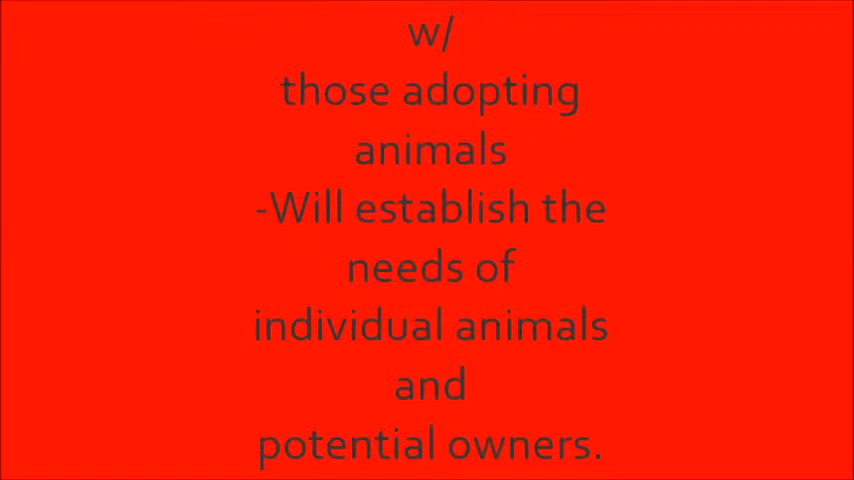 w/
those adopting
animals
-Will establish the
needs of
individual animals
and
potential owners.